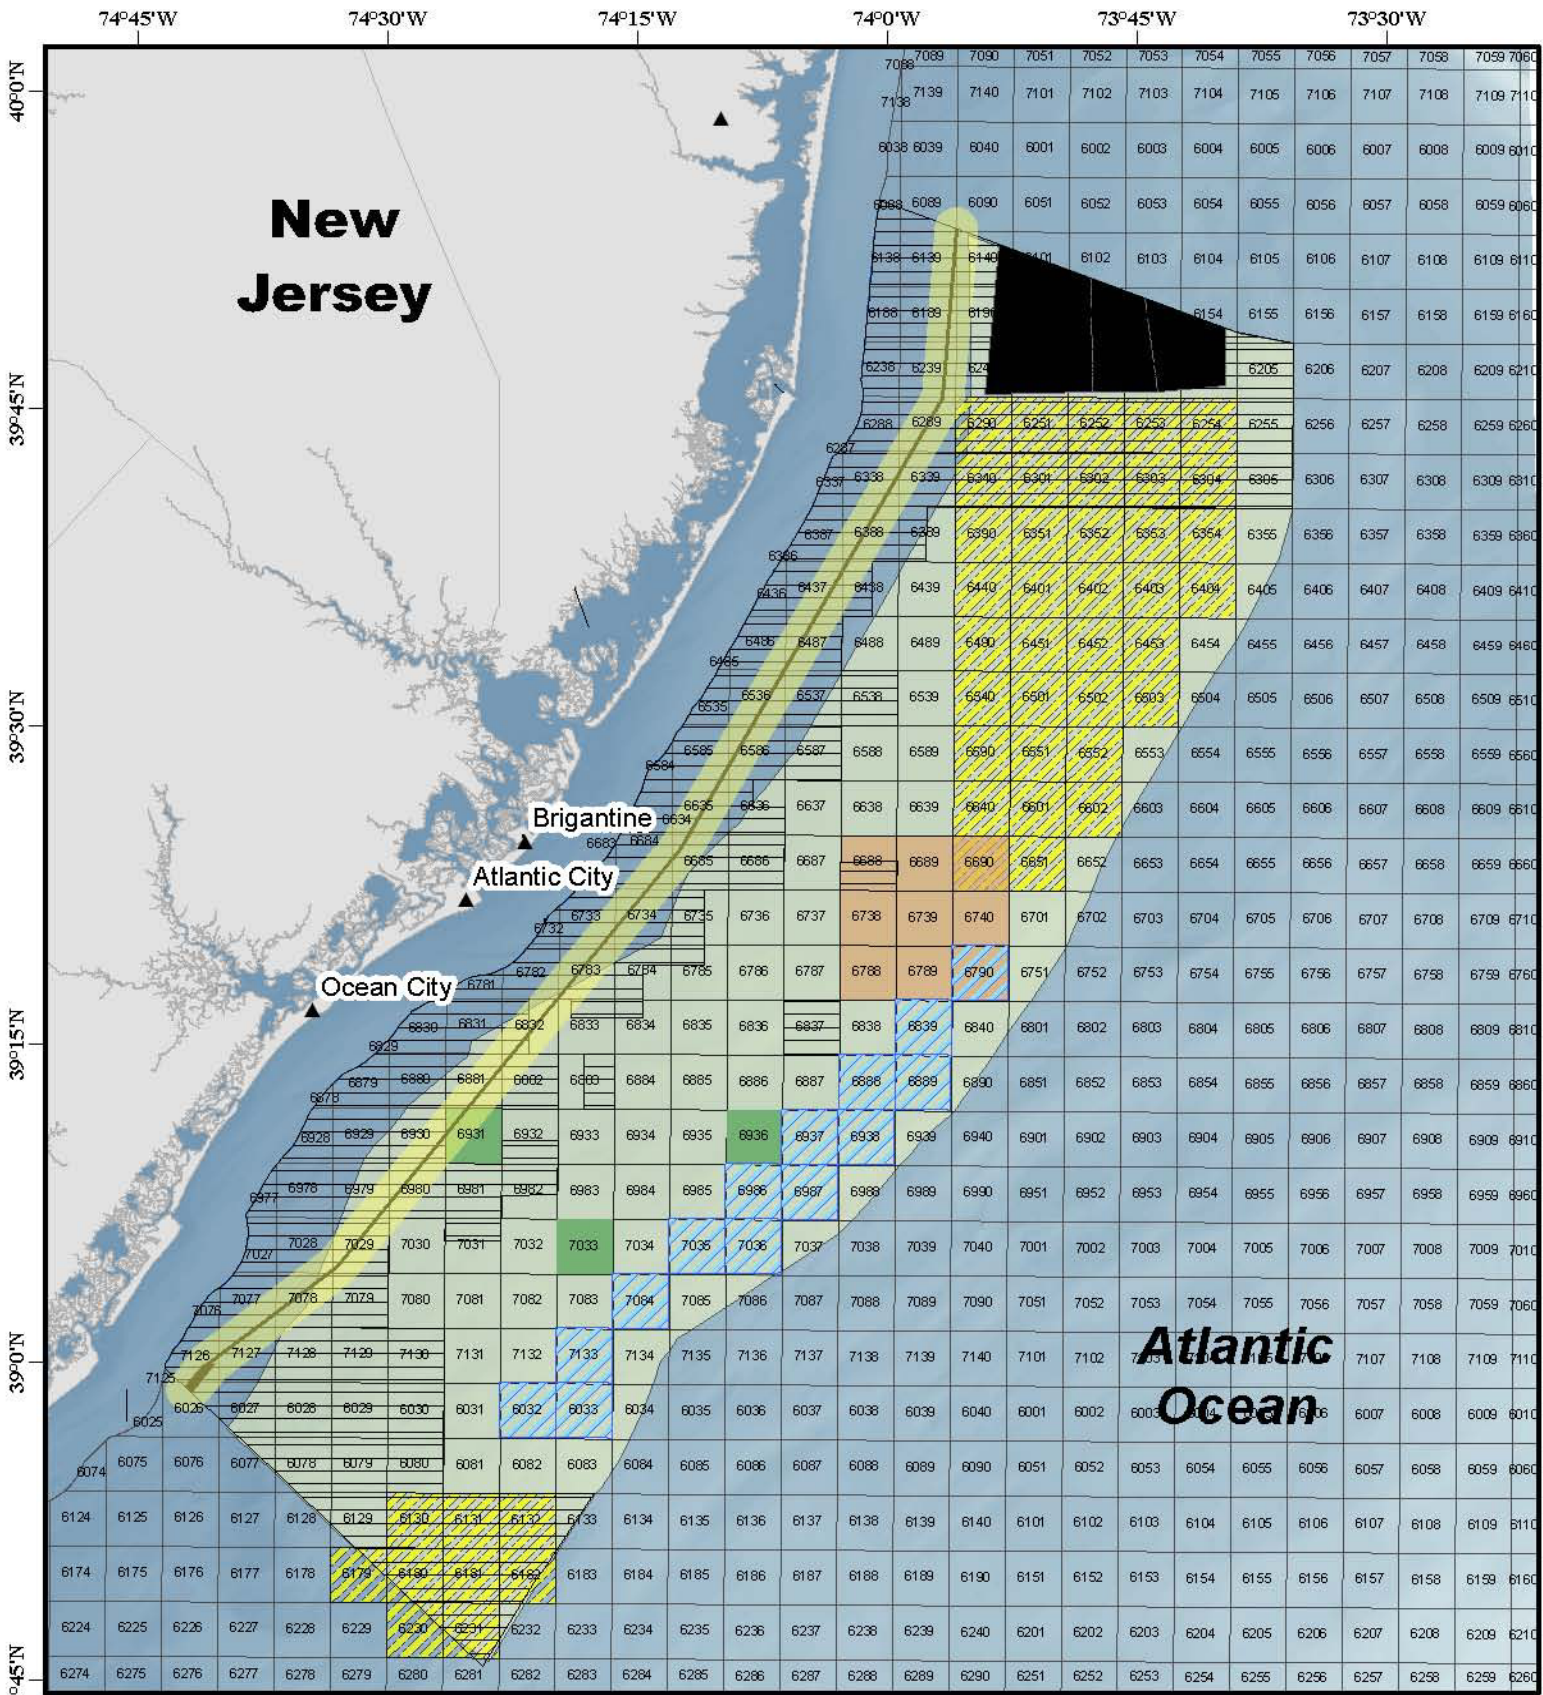 74°45'W 74°30'W 74°15'W 74°0'W 73°45'W 73°30'W
40°0'N
39°45'N
39°30'N
39°15'N
39°0'N
°45'N
New
Jersey
Brigantine
Atlantic City
Ocean City
Atlantic
Ocean
7088 7089 7090 7051 7052 7053 7054 7055 7056 7057 7058 7059 7060
7138 7139 7140 7101 7102 7103 7104 7105 7106 7107 7108 7109 7110
6038 6039 6040 6001 6002 6003 6004 6005 6006 6007 6008 6009 6010
6088 6089 6090 6051 6052 6053 6054 6055 6056 6057 6058 6059 6060
6138 6139 6140 6101 6102 6103 6104 6105 6106 6107 6108 6109 6110
6188 6189 6190 6154 6155 6156 6157 6158 6159 6160
6238 6239 624 6205 6206 6207 6208 6209 6210
6287 6288 6289 6290 6251 6252 6253 6254 6255 6256 6257 6258 6259 6260
6337 6338 6339 6340 6301 6302 6303 6304 6305 6306 6307 6308 6309 6310
6386 6387 6388 6389 6390 6351 6352 6353 6354 6355 6356 6357 6358 6359 6360
6436 6437 6438 6439 6440 6401 6402 6403 6404 6405 6406 6407 6408 6409 6410
6485 6486 6487 6488 6489 6490 6451 6452 6453 6454 6455 6456 6457 6458 6459 6460
6535 6536 6537 6538 6539 6540 6501 6502 6503 6504 6505 6506 6507 6508 6509 6510
6584 6585 6586 6587 6588 6589 6590 6551 6552 6553 6554 6555 6556 6557 6558 6559 6560
6634 6635 6636 6637 6638 6639 6640 6601 6602 6603 6604 6605 6606 6607 6608 6609 6610
6683 6684 6685 6686 6687 6688 6689 6690 6651 6652 6653 6654 6655 6656 6657 6658 6659 6660
6732 6733 6734 6735 6736 6737 6738 6739 6740 6701 6702 6703 6704 6705 6706 6707 6708 6709 6710
6781 6782 6783 6784 6785 6786 6787 6788 6789 6790 6751 6752 6753 6754 6755 6756 6757 6758 6759 6760
6829 6830 6831 6832 6833 6834 6835 6836 6837 6838 6839 6840 6801 6802 6803 6804 6805 6806 6807 6808 6809 6810
6878 6879 6880 6881 6882 6883 6884 6885 6886 6887 6888 6889 6890 6851 6852 6853 6854 6855 6856 6857 6858 6859 6860
6928 6929 6930 6931 6932 6933 6934 6935 6936 6937 6938 6939 6940 6901 6902 6903 6904 6905 6906 6907 6908 6909 6910
6977 6978 6979 6980 6981 6982 6983 6984 6985 6986 6987 6988 6989 6990 6951 6952 6953 6954 6955 6956 6957 6958 6959 6960
7027 7028 7029 7030 7031 7032 7033 7034 7035 7036 7037 7038 7039 7040 7001 7002 7003 7004 7005 7006 7007 7008 7009 7010
7076 7077 7078 7079 7080 7081 7082 7083 7084 7085 7086 7087 7088 7089 7090 7051 7052 7053 7054 7055 7056 7057 7058 7059 7060
7125 7126 7127 7128 7129 7130 7131 7132 7133 7134 7135 7136 7137 7138 7139 7140 7101 7102 7107 7108 7109 7110
6025 6026 6027 6028 6029 6030 6031 6032 6033 6034 6035 6036 6037 6038 6039 6040 6001 6002 6003 6007 6008 6009 6010
6074 6075 6076 6077 6078 6079 6080 6081 6082 6083 6084 6085 6086 6087 6088 6089 6090 6051 6052 6053 6054 6055 6056 6057 6058 6059 6060
6124 6125 6126 6127 6128 6129 6130 6131 6132 6133 6134 6135 6136 6137 6138 6139 6140 6101 6102 6103 6104 6105 6106 6107 6108 6109 6110
6174 6175 6176 6177 6178 6179 6180 6181 6182 6183 6184 6185 6186 6187 6188 6189 6190 6151 6152 6153 6154 6155 6156 6157 6158 6159 6160
6224 6225 6226 6227 6228 6229 6230 6231 6232 6233 6234 6235 6236 6237 6238 6239 6240 6201 6202 6203 6204 6205 6206 6207 6208 6209 6210
6274 6275 6276 6277 6278 6279 6280 6281 6282 6283 6284 6285 6286 6287 6288 6289 6290 6251 6252 6253 6254 6255 6256 6257 6258 6259 6260